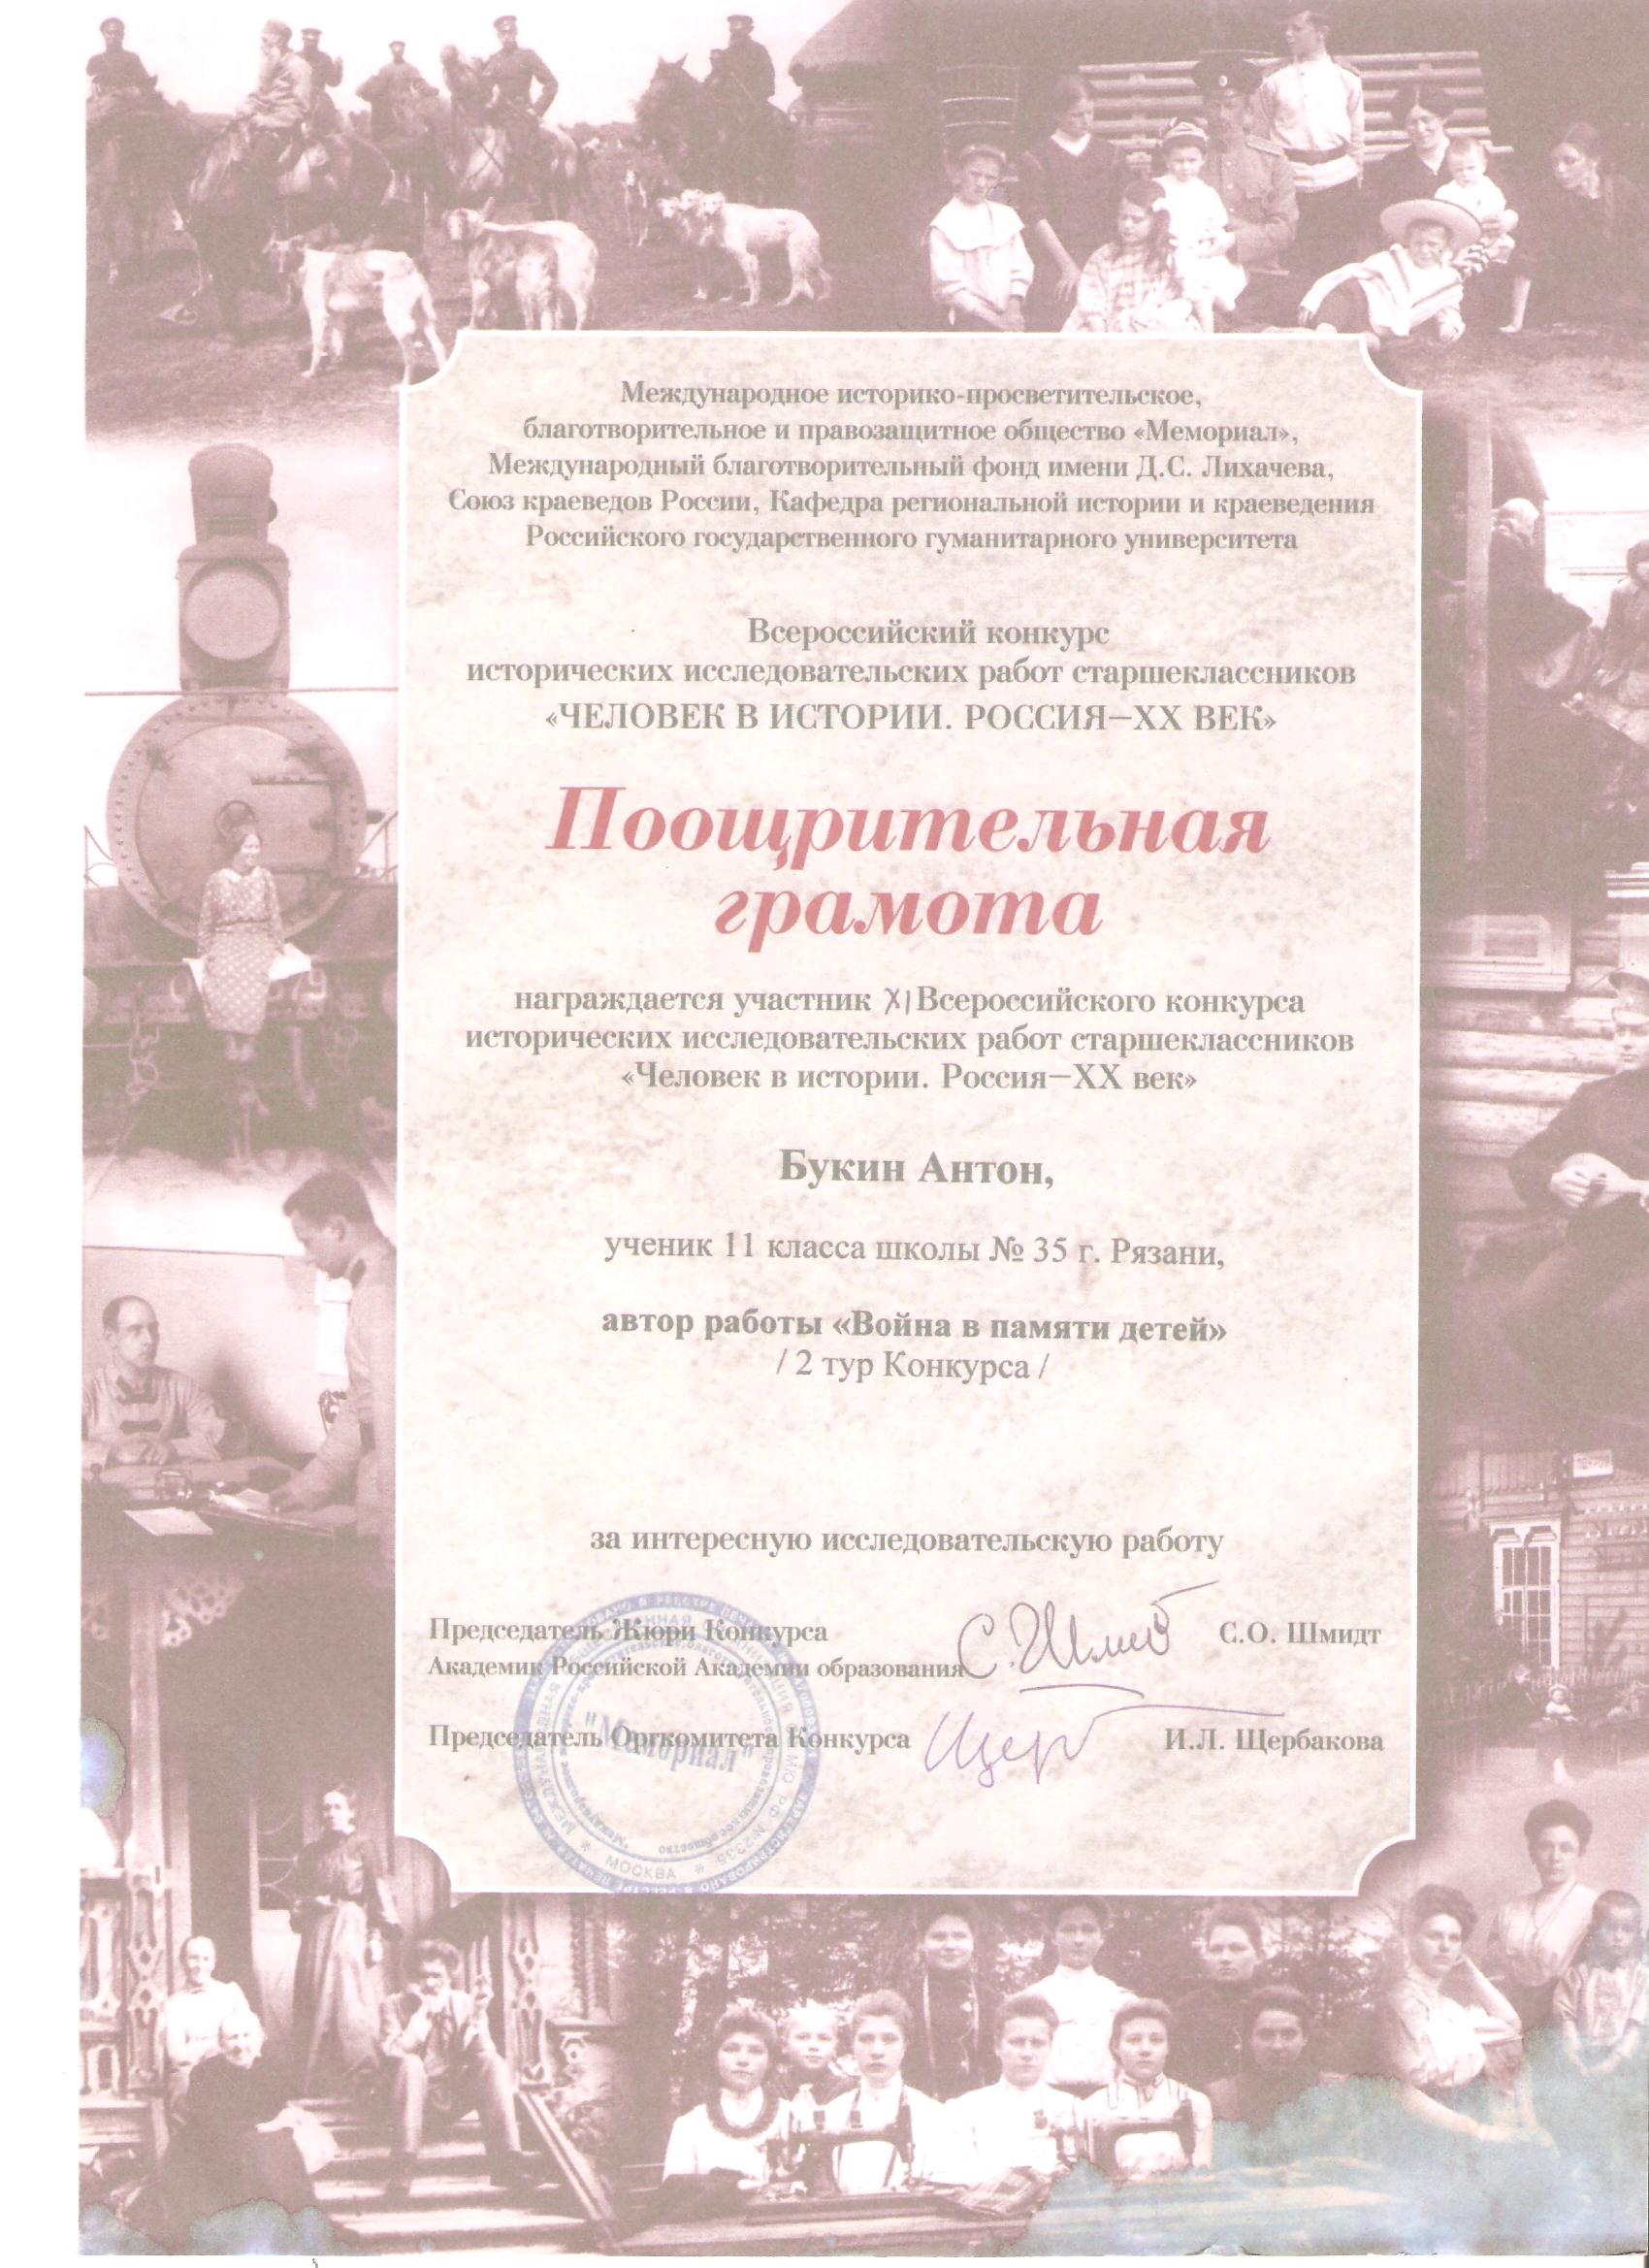 Международное историко-просветительское,
благотворительное и правозащитное общество «Мемориал»,
Международный благотворительный фонд имени Д.С. Лихачева,
Союз краеведов России, Кафедра региональной истории и краеведения
Российского государственного гуманитарного университета
Всероссийский конкурс
исторических исследовательских работ старшеклассников
«ЧЕЛОВЕК В ИСТОРИИ. РОССИЯ—ХХ ВЕК»
Поощрительная
грамота
награждается участник XI Всероссийского конкурса
исторических исследовательских работ старшеклассников
«Человек в истории. Россия—ХХ век»
Букин Антон,
ученик 11 класса школы № 35 г. Рязани,
автор работы «Война в памяти детей»
/ 2 тур Конкурса /
за интересную исследовательскую работу
Председатель Жюри Конкурса С.О. Шмидт
Академик Российской Академии образования
Председатель Оргкомитета Конкурса И.Л. Щербакова
"Мемориал"
МОСКВА